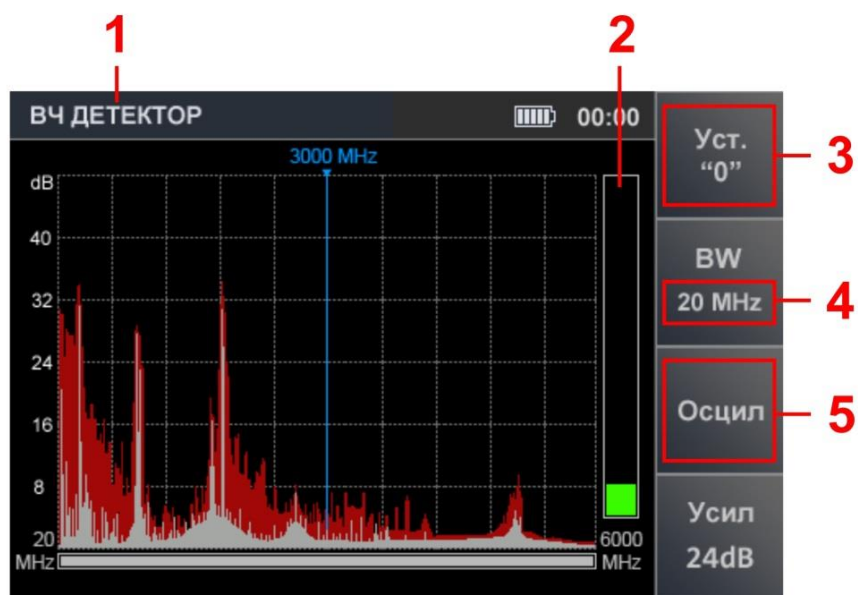 1
2
ВЧ ДЕТЕКТОР
00:00
3000 MHz
dB
40
32
24
16
8
20
MHz
6000
MHz
Уст.
“0”
3
BW
20 MHz
4
Осцил
5
Усил
24dB